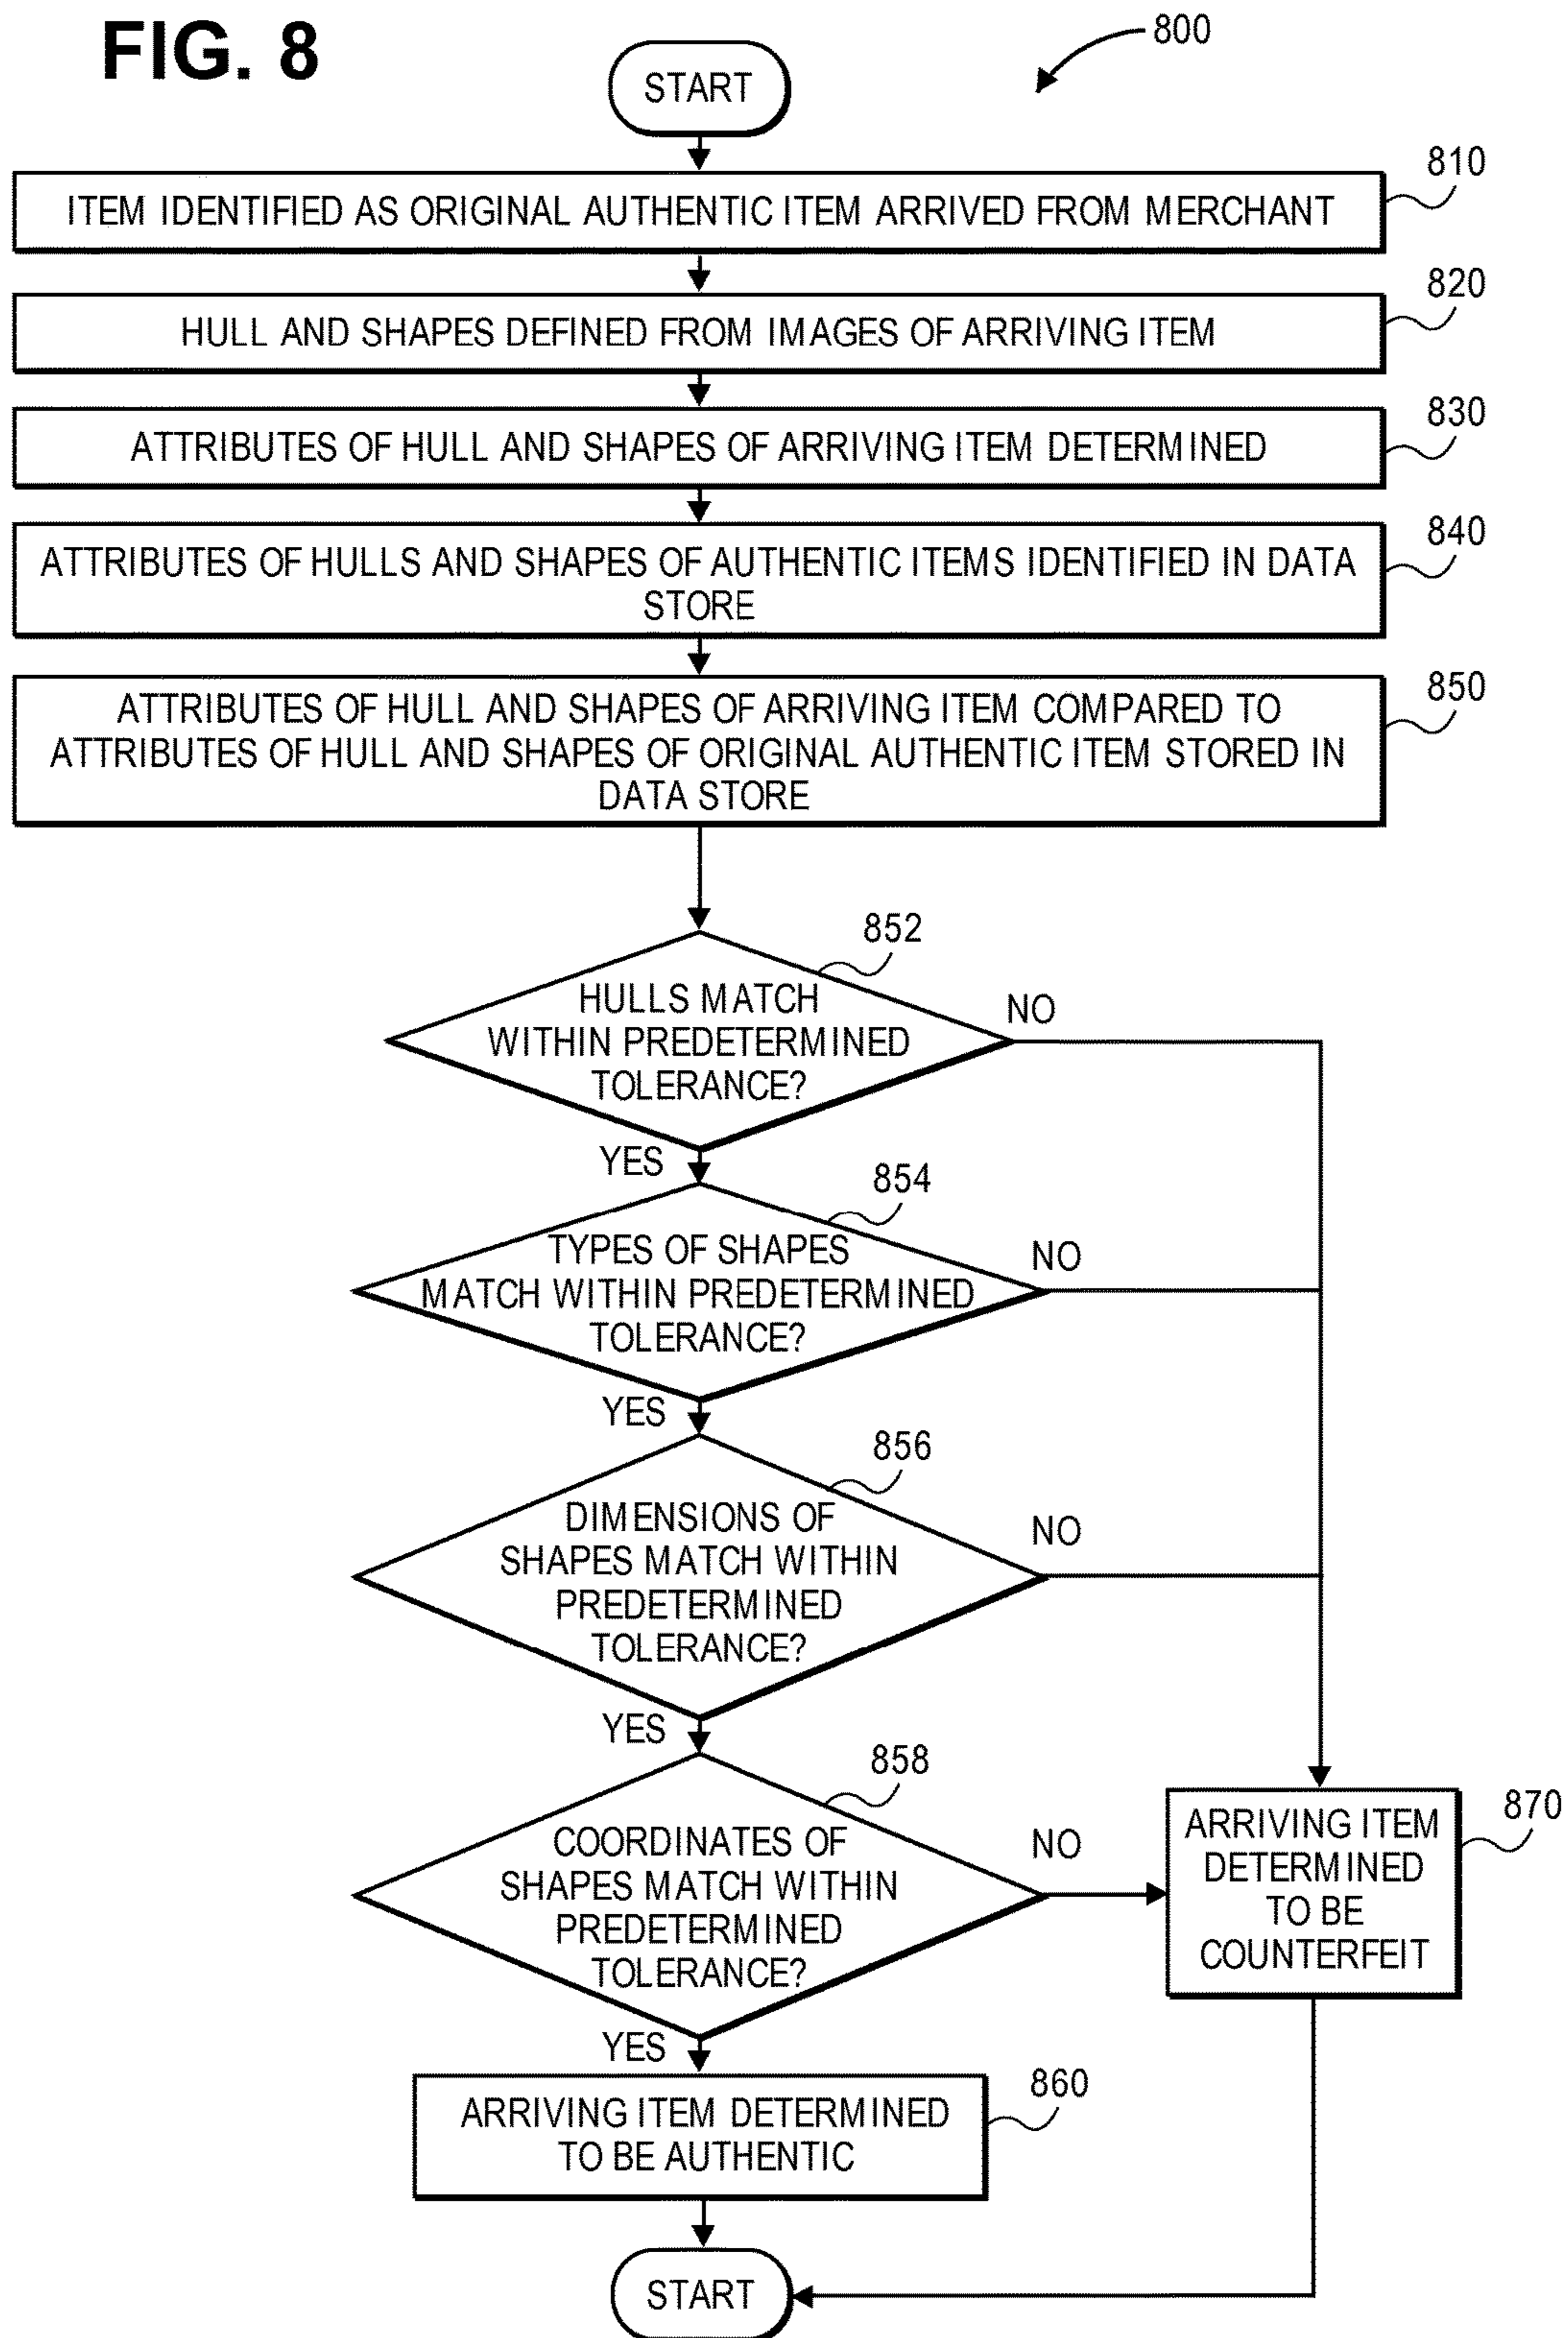 FIG. 8
800
START
810
ITEM IDENTIFIED AS ORIGINAL AUTHENTIC ITEM ARRIVED FROM MERCHANT
820
HULL AND SHAPES DEFINED FROM IMAGES OF ARRIVING ITEM
830
ATTRIBUTES OF HULL AND SHAPES OF ARRIVING ITEM DETERMINED
840
ATTRIBUTES OF HULLS AND SHAPES OF AUTHENTIC ITEMS IDENTIFIED IN DATA
STORE
850
ATTRIBUTES OF HULL AND SHAPES OF ARRIVING ITEM COMPARED TO
ATTRIBUTES OF HULL AND SHAPES OF ORIGINAL AUTHENTIC ITEM STORED IN
DATA STORE
852
HULLS MATCH
WITHIN PREDETERMINED
TOLERANCE?
NO
YES
854
TYPES OF SHAPES
MATCH WITHIN PREDETERMINED
TOLERANCE?
NO
YES
856
DIMENSIONS OF
SHAPES MATCH WITHIN
PREDETERMINED
TOLERANCE?
NO
YES
858
COORDINATES OF
SHAPES MATCH WITHIN
PREDETERMINED
TOLERANCE?
NO
YES
870
ARRIVING ITEM
DETERMINED
TO BE
COUNTERFEIT
860
ARRIVING ITEM DETERMINED
TO BE AUTHENTIC
START